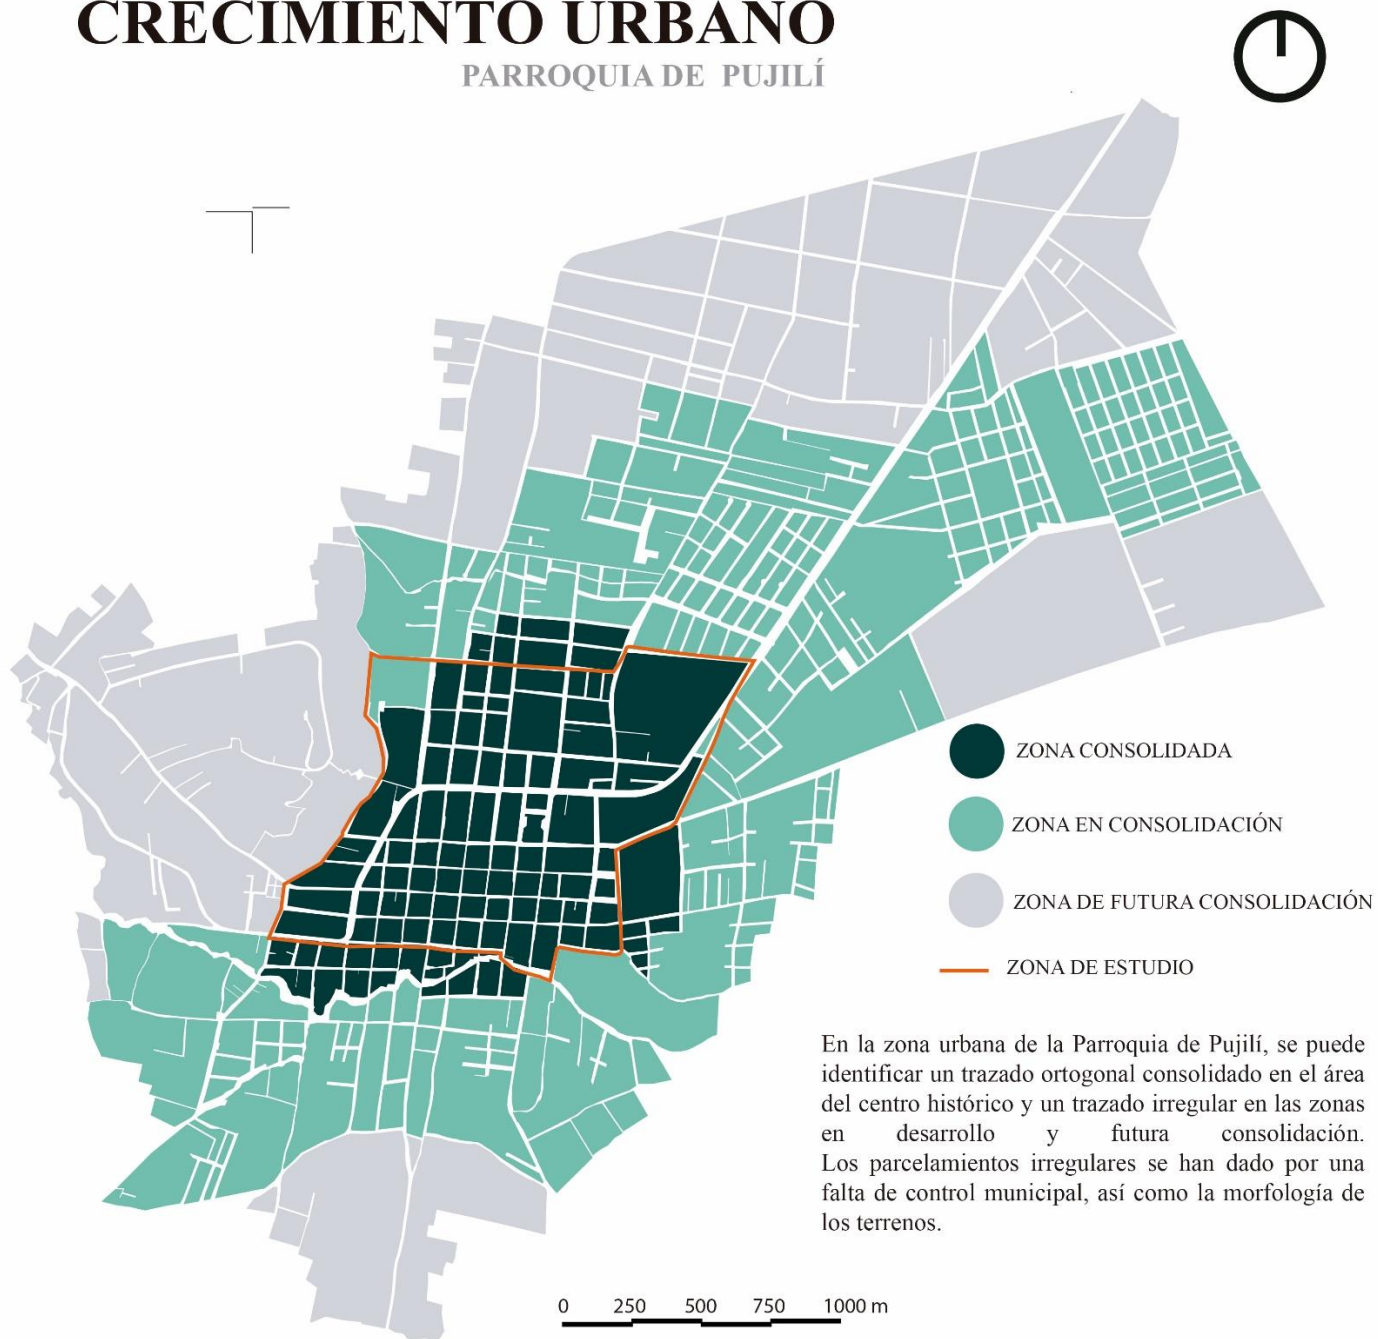 CRECIMIENTO URBANO
PARROQUIA DE PUJILÍ
ZONA CONSOLIDADA
ZONA EN CONSOLIDACIÓN
ZONA DE FUTURA CONSOLIDACIÓN
ZONA DE ESTUDIO
En la zona urbana de la Parroquia de Pujilí, se puede
identificar un trazado ortogonal consolidado en el área
del centro histórico y un trazado irregular en las zonas
en desarrollo y futura consolidación.
Los parcelamientos irregulares se han dado por una
falta de control municipal, así como la morfología de
los terrenos.
0 250 500 750 1000 m